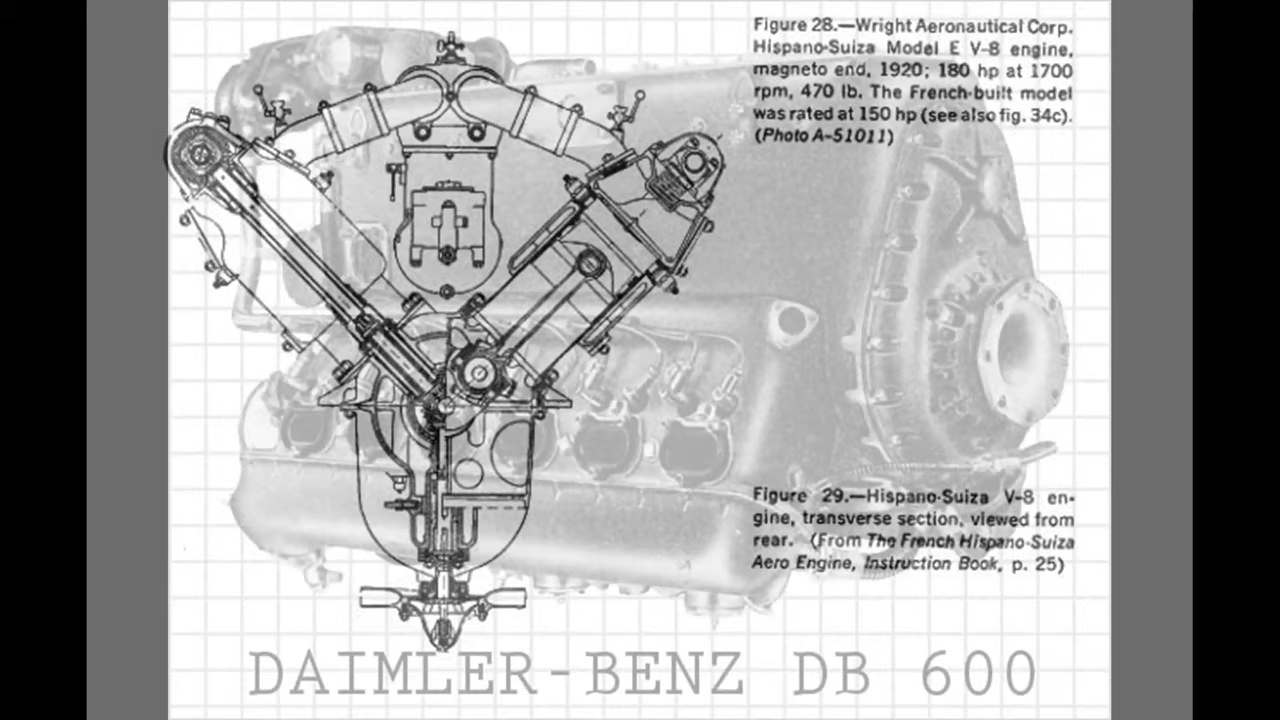 Figure 28.—Wright Aeronautical Corp.
Hispano-Suiza Model E V-8 engine,
magneto end, 1920; 180 hp at 1700
rpm, 470 lb. The French-built model
was rated at 150 hp (see also fig. 34c).
(Photo A-51011)
Figure 29.—Hispano-Suiza V-8 en-
gine, transverse section, viewed from
rear. (From The French Hispano-Suiza
Aero Engine, Instruction Book, p. 25)
DAIMLER-BENZ DB 600